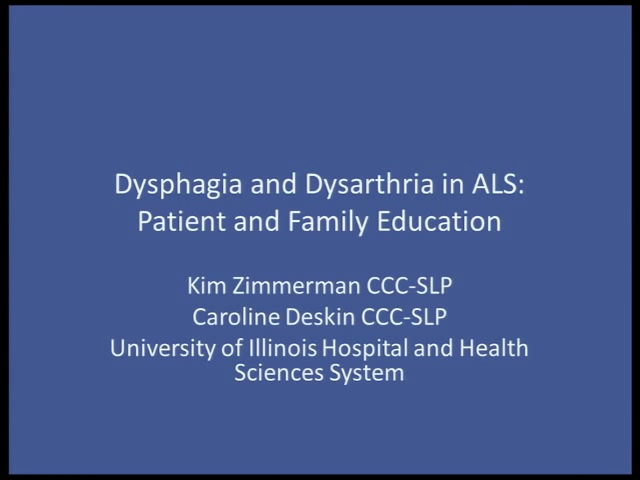 Dysphagia and Dysarthria in ALS:
Patient and Family Education
Kim Zimmerman CCC-SLP
Caroline Deskin CCC-SLP
University of Illinois Hospital and Health
Sciences System